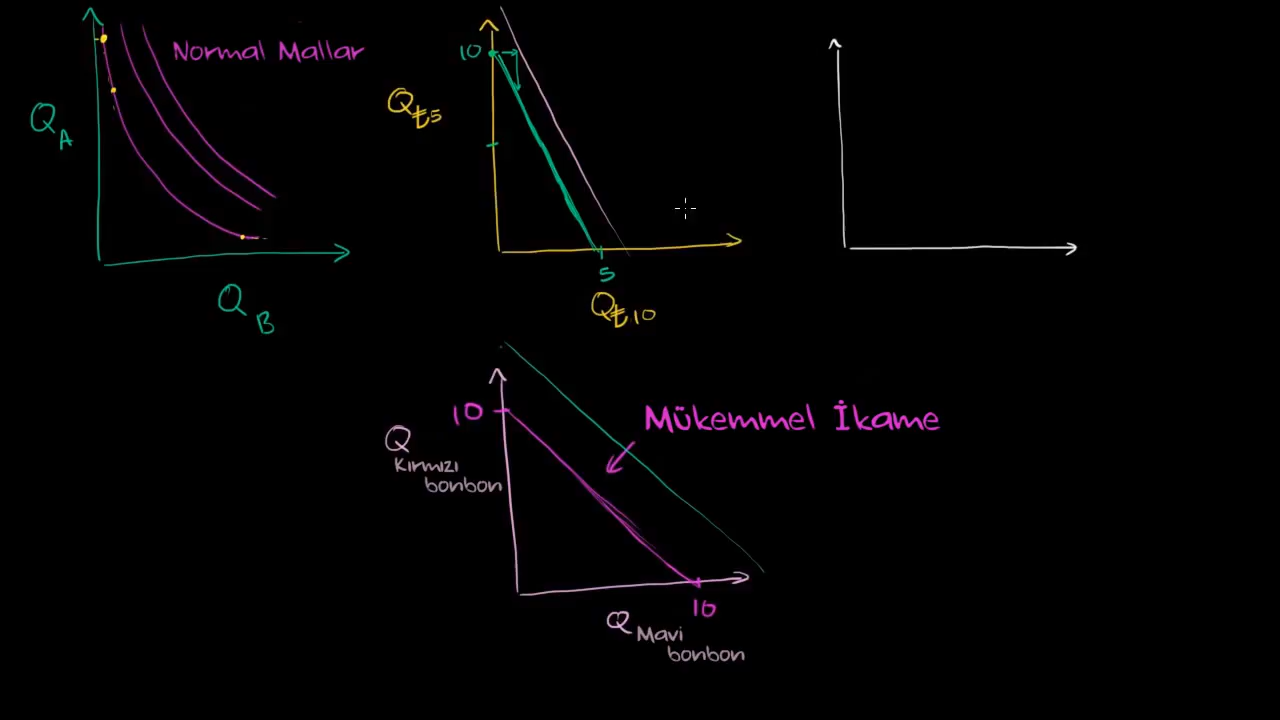 Normal Mallar
Q A
Q B
10
Q ₺5
5
Q ₺10
10
Mükemmel İkame
Q
Kırmızı
bonbon
10
Q Mavi
bonbon